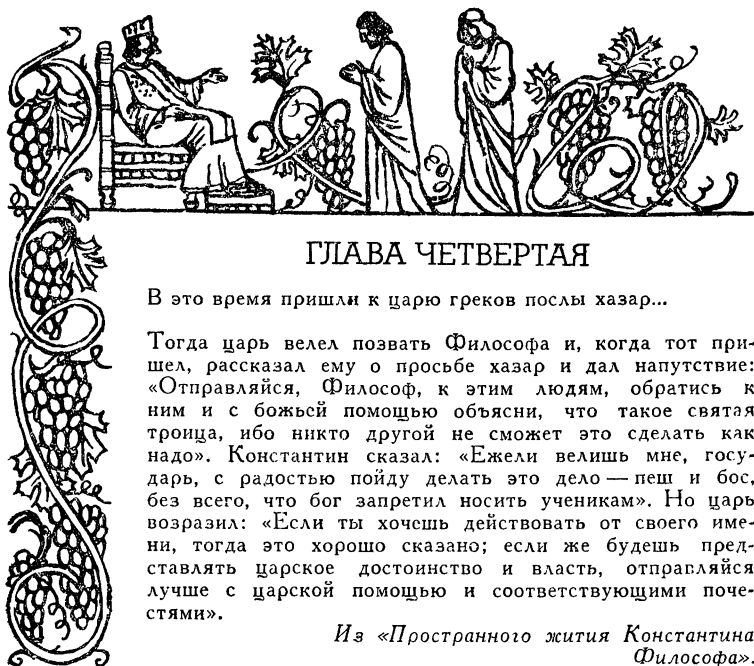 ГЛАВА ЧЕТВЕРТАЯ
В это время пришли к царю греков послы хазар...
Тогда царь велел позвать Философа и, когда тот при-
шел, рассказал ему о просьбе хазар и дал напутствие:
«Отправляйся, Философ, к этим людям, обратись к
ним и с божьей помощью объясни, что такое святая
троица, ибо никто другой не сможет это сделать как
надо». Константин сказал: «Ежели велишь мне, госу-
дарь, с радостью пойду делать это дело — пеш и бос,
без всего, что бог запретил носить ученикам». Но царь
возразил: «Если ты хочешь действовать от своего име-
ни, тогда это хорошо сказано; если же будешь пред-
ставлять царское достоинство и власть, отправляйся
лучше с царской помощью и соответствующими поче-
стями».
Из «Пространного жития Константина
Философа».